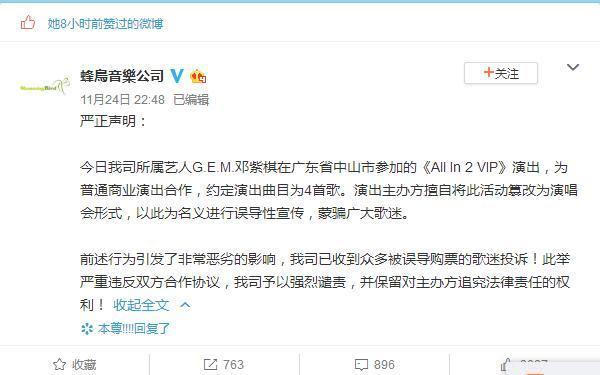 她8小时前赞过的微博
Hummingbird
蜂鳥音樂公司
+关注
11月24日 22:48 已编辑
严正声明：
今日我司所属艺人G.E.M.邓紫棋在广东省中山市参加的《All In 2 VIP》演出，为
普通商业演出合作，约定演出曲目为4首歌。演出主办方擅自将此活动篡改为演唱
会形式，以此为名义进行误导性宣传，蒙骗广大歌迷。
前述行为引发了非常恶劣的影响，我司已收到众多被误导购票的歌迷投诉！此举
严重违反双方合作协议，我司予以强烈谴责，并保留对主办方追究法律责任的权
利！ 收起全文
本尊!!!!回复了
收藏 763 896